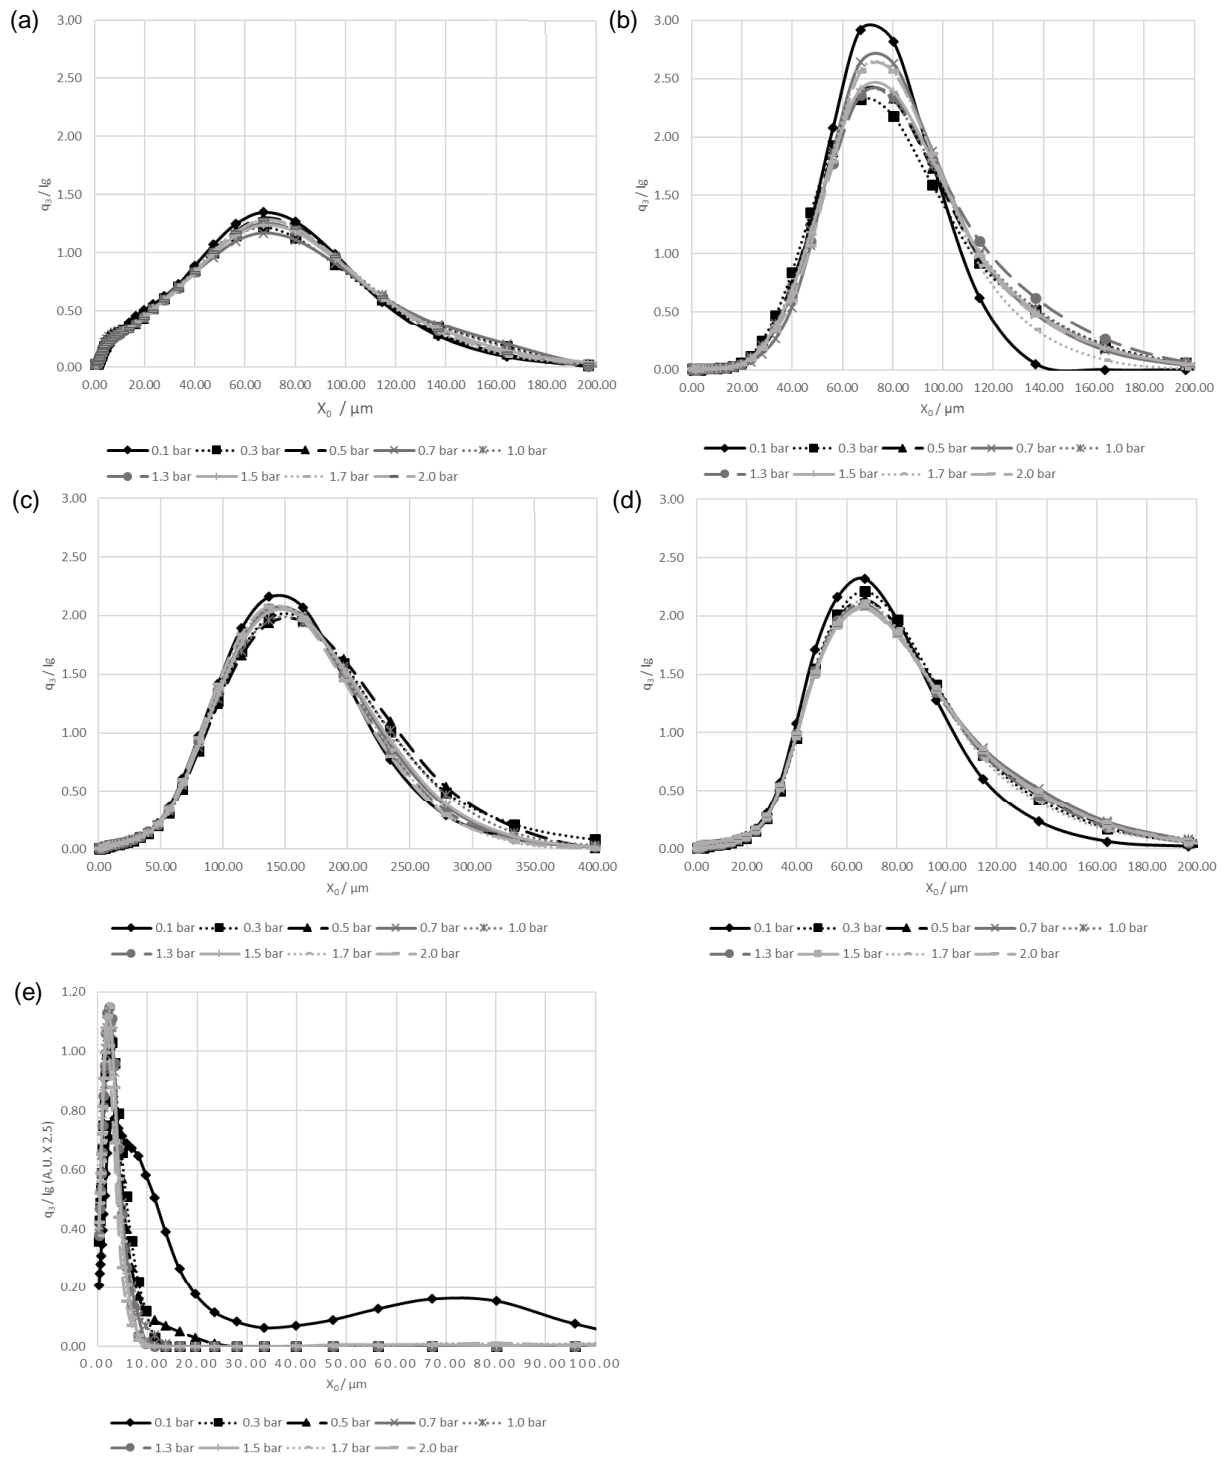 (a)
3.00
2.50
2.00
1.50
1.00
0.50
0.00
q₃ / lg
0.00 20.00 40.00 60.00 80.00 100.00 120.00 140.00 160.00 180.00 200.00
X₀ / µm
0.1 bar 0.3 bar 0.5 bar 0.7 bar 1.0 bar
1.3 bar 1.5 bar 1.7 bar 2.0 bar
(b)
3.00
2.50
2.00
1.50
1.00
0.50
0.00
q₃ / lg
0.00 20.00 40.00 60.00 80.00 100.00 120.00 140.00 160.00 180.00 200.00
X₀ / µm
0.1 bar 0.3 bar 0.5 bar 0.7 bar 1.0 bar
1.3 bar 1.5 bar 1.7 bar 2.0 bar
(c)
3.00
2.50
2.00
1.50
1.00
0.50
0.00
q₃ / lg
0.00 50.00 100.00 150.00 200.00 250.00 300.00 350.00 400.00
X₀ / µm
0.1 bar 0.3 bar 0.5 bar 0.7 bar 1.0 bar
1.3 bar 1.5 bar 1.7 bar 2.0 bar
(d)
3.00
2.50
2.00
1.50
1.00
0.50
0.00
q₃ / lg
0.00 20.00 40.00 60.00 80.00 100.00 120.00 140.00 160.00 180.00 200.00
X₀ / µm
0.1 bar 0.3 bar 0.5 bar 0.7 bar 1.0 bar
1.3 bar 1.5 bar 1.7 bar 2.0 bar
(e)
1.20
1.00
0.80
0.60
0.40
0.20
0.00
q₃ / lg (A.U. X 2.5)
0.00 10.00 20.00 30.00 40.00 50.00 60.00 70.00 80.00 90.00 100.00
X₀ / µm
0.1 bar 0.3 bar 0.5 bar 0.7 bar 1.0 bar
1.3 bar 1.5 bar 1.7 bar 2.0 bar